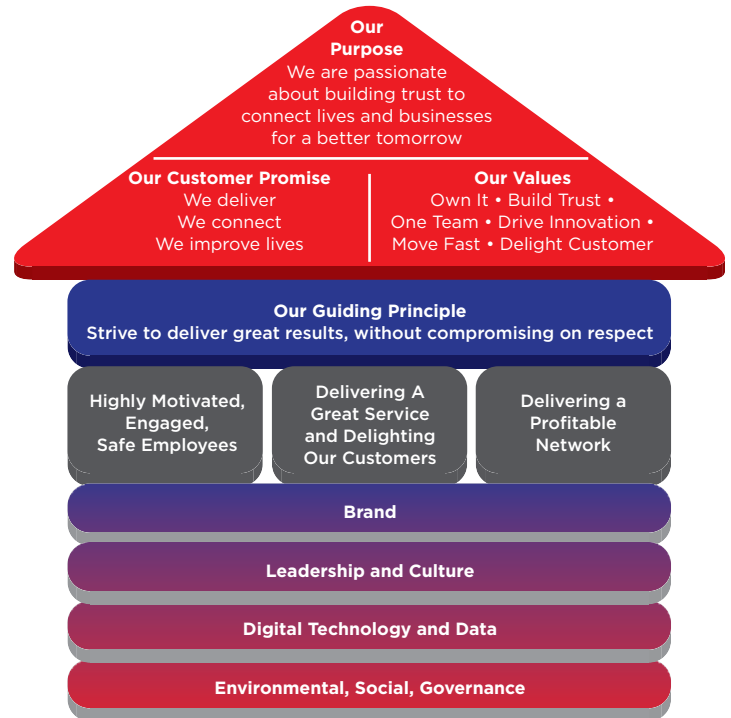 Our
Purpose
We are passionate
about building trust to
connect lives and businesses
for a better tomorrow
Our Customer Promise
We deliver
We connect
We improve lives
Our Values
Own It • Build Trust •
One Team • Drive Innovation •
Move Fast • Delight Customer
Our Guiding Principle
Strive to deliver great results, without compromising on respect
Highly Motivated,
Engaged,
Safe Employees
Delivering A
Great Service
and Delighting
Our Customers
Delivering a
Profitable
Network
Brand
Leadership and Culture
Digital Technology and Data
Environmental, Social, Governance